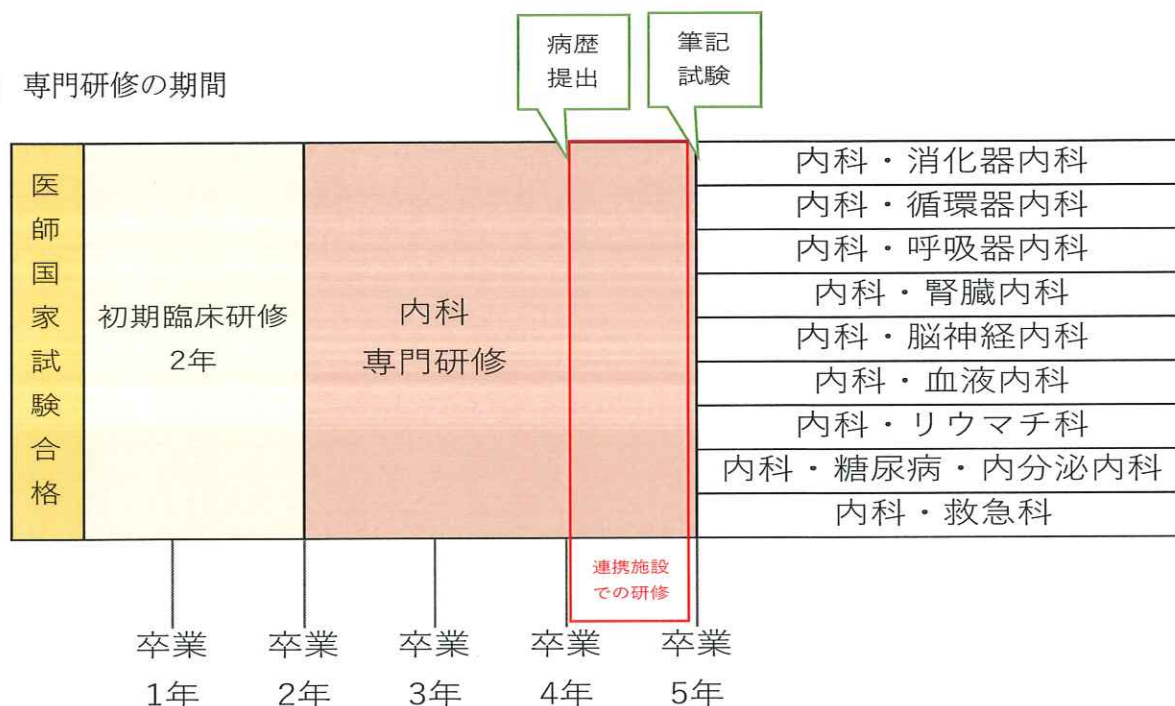 専門研修の期間
病歴
提出
筆記
試験
医
師
国
家
試
験
合
格
初期臨床研修
2年
内科
専門研修
内科・消化器内科
内科・循環器内科
内科・呼吸器内科
内科・腎臓内科
内科・脳神経内科
内科・血液内科
内科・リウマチ科
内科・糖尿病・内分泌内科
内科・救急科
連携施設
での研修
卒業
1年
卒業
2年
卒業
3年
卒業
4年
卒業
5年